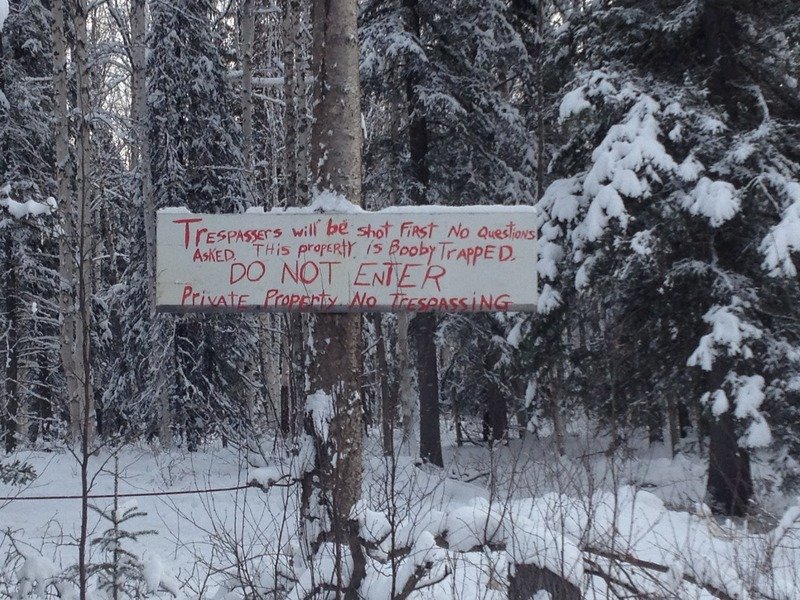 Trespassers will be shot First No Questions
Asked. This property is Booby Trapped.
DO NOT ENTER
Private Property No Trespassing